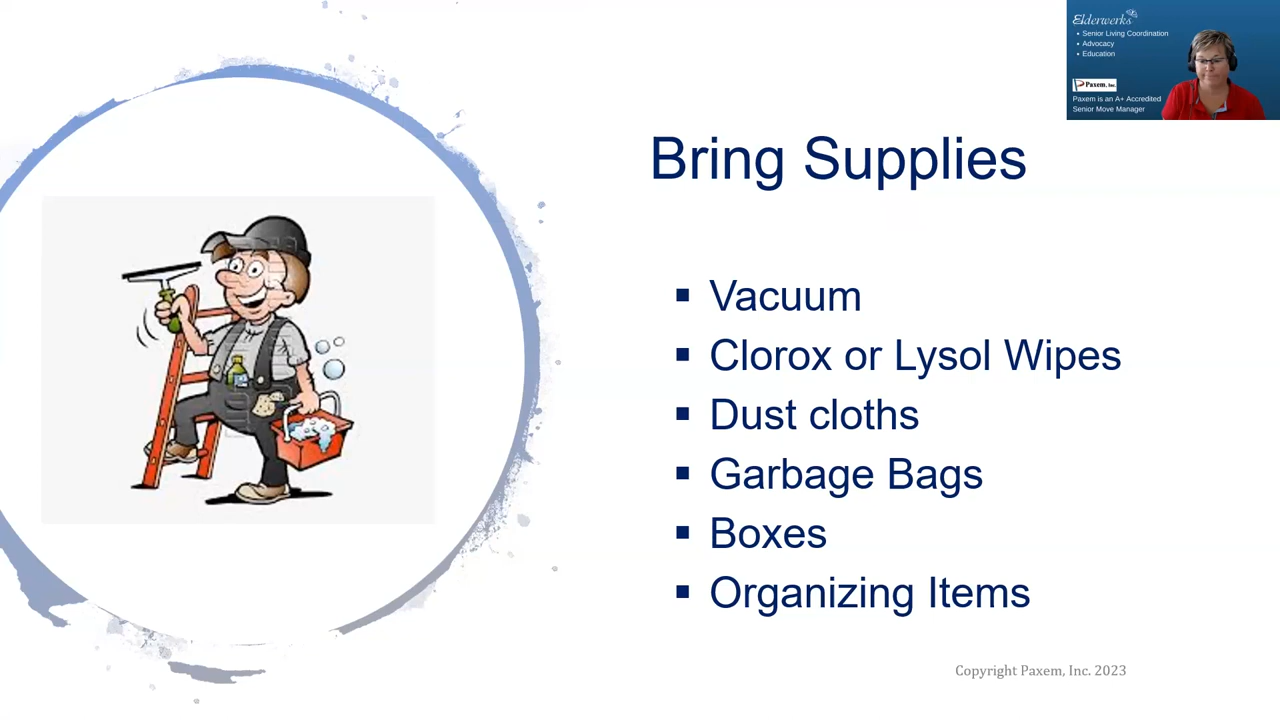 Elderwerks
• Senior Living Coordination
• Advocacy
• Education
Paxem, Inc.
Paxem is an A+ Accredited
Senior Move Manager
Bring Supplies
▪ Vacuum
▪ Clorox or Lysol Wipes
▪ Dust cloths
▪ Garbage Bags
▪ Boxes
▪ Organizing Items
Copyright Paxem, Inc. 2023